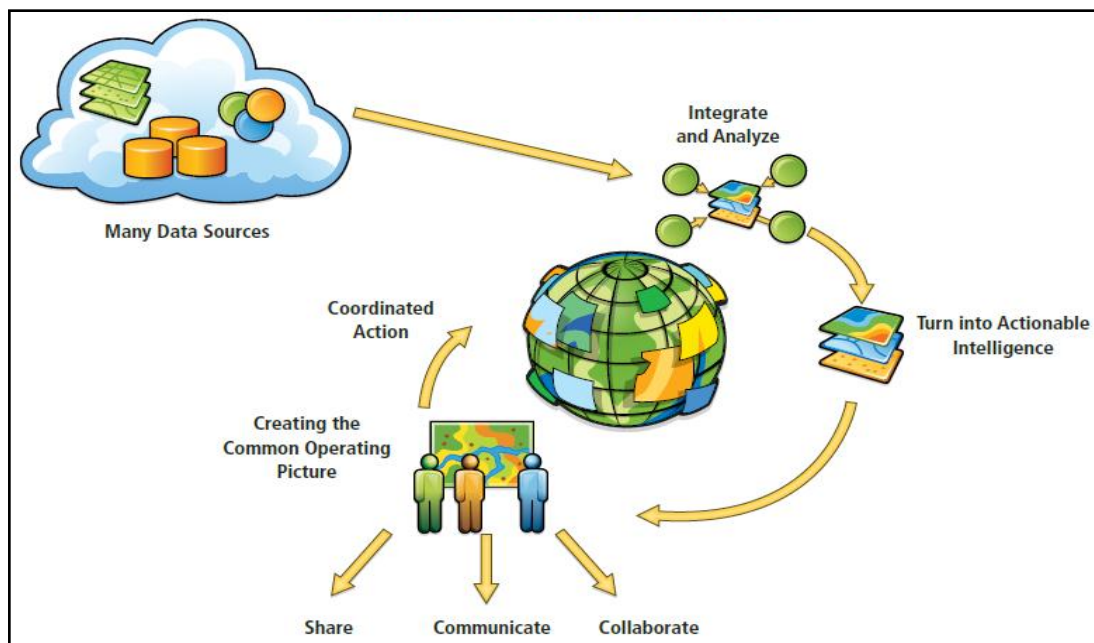 Many Data Sources
Integrate
and Analyze
Turn into Actionable
Intelligence
Coordinated
Action
Creating the
Common Operating
Picture
Share
Communicate
Collaborate